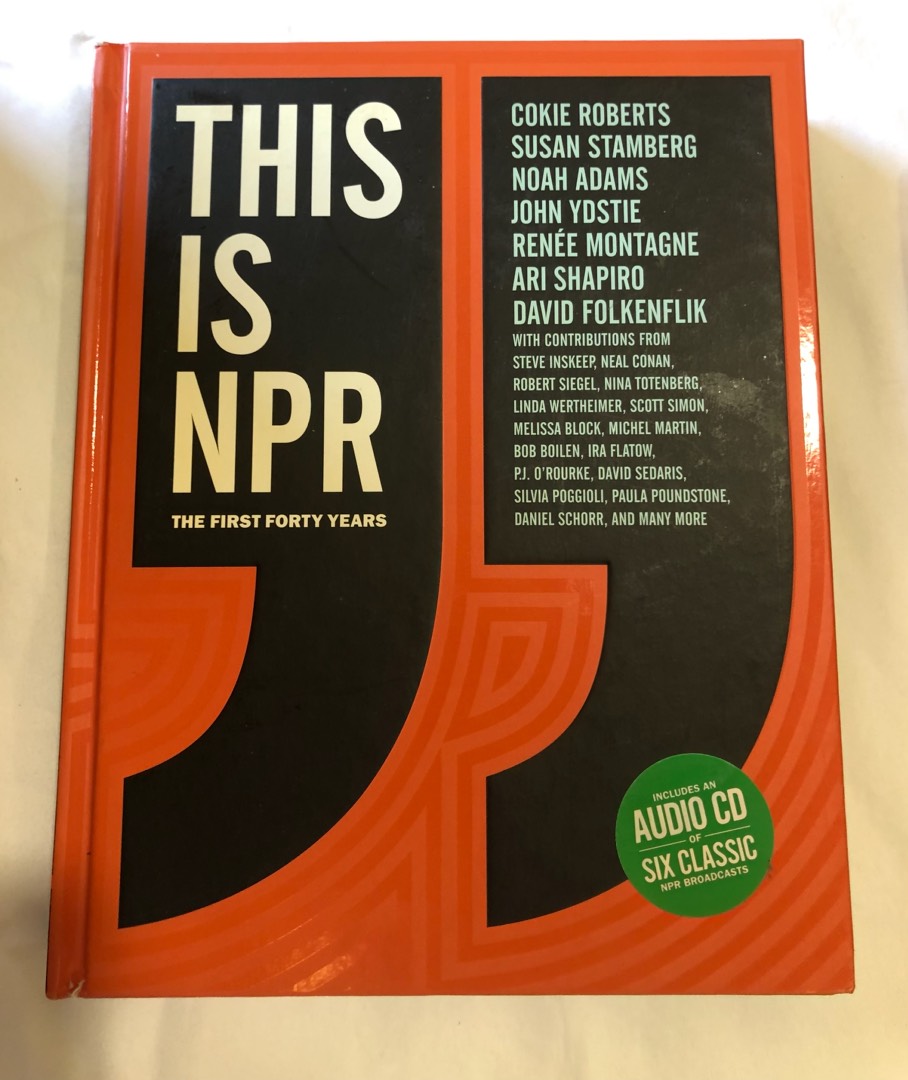 THIS
IS
NPR
THE FIRST FORTY YEARS
COKIE ROBERTS
SUSAN STAMBERG
NOAH ADAMS
JOHN YDSTIE
RENÉE MONTAGNE
ARI SHAPIRO
DAVID FOLKENFLIK
WITH CONTRIBUTIONS FROM
STEVE INSKEEP, NEAL CONAN,
ROBERT SIEGEL, NINA TOTENBERG,
LINDA WERTHEIMER, SCOTT SIMON,
MELISSA BLOCK, MICHEL MARTIN,
BOB BOILEN, IRA FLATOW,
P.J. O'ROURKE, DAVID SEDARIS,
SILVIA POGGIOLI, PAULA POUNDSTONE,
DANIEL SCHORR, AND MANY MORE
INCLUDES AN
AUDIO CD
OF
SIX CLASSIC
NPR BROADCASTS